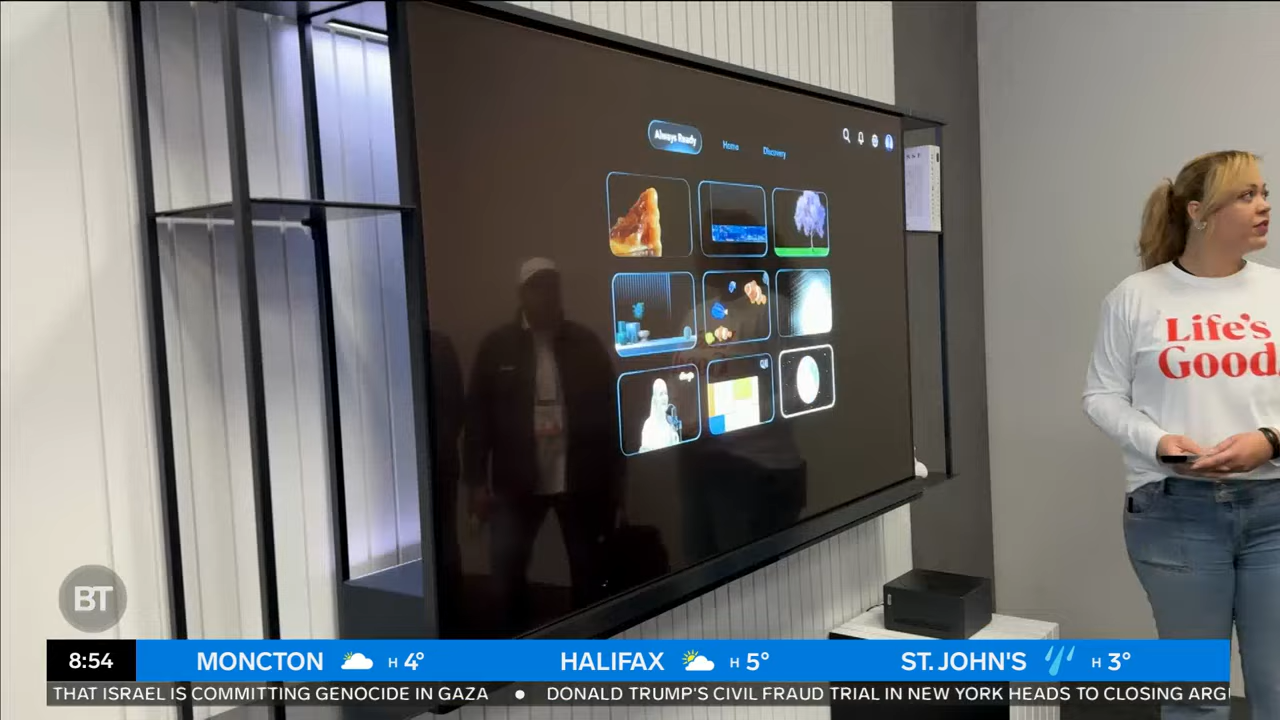 Always Ready
Home
Discovery
Life's
Good.
BT
8:54
MONCTON H 4°
HALIFAX H 5°
ST. JOHN'S H 3°
THAT ISRAEL IS COMMITTING GENOCIDE IN GAZA • DONALD TRUMP'S CIVIL FRAUD TRIAL IN NEW YORK HEADS TO CLOSING ARG